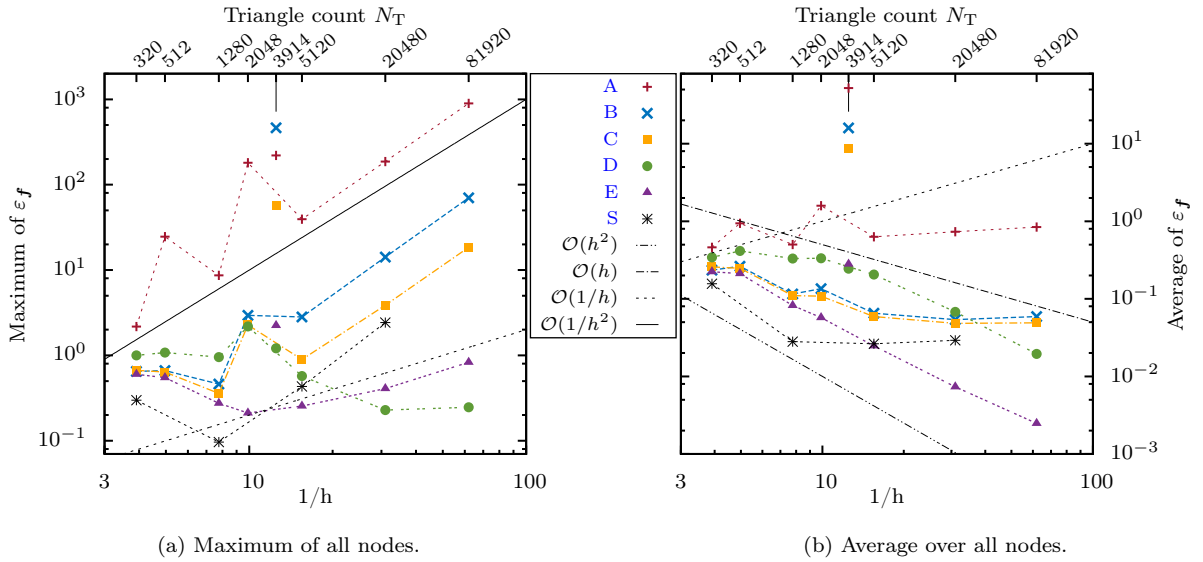 Triangle count N_T
Triangle count N_T
320 512 1280 2048 3914 5120 20480 81920
320 512 1280 2048 3914 5120 20480 81920
10^3
10^2
10^1
10^0
10^-1
Maximum of ε_f
A
B
C
D
E
S
O(h^2)
O(h)
O(1/h)
O(1/h^2)
10^1
10^0
10^-1
10^-2
10^-3
Average of ε_f
3 10 100
1/h
3 10 100
1/h
(a) Maximum of all nodes.
(b) Average over all nodes.